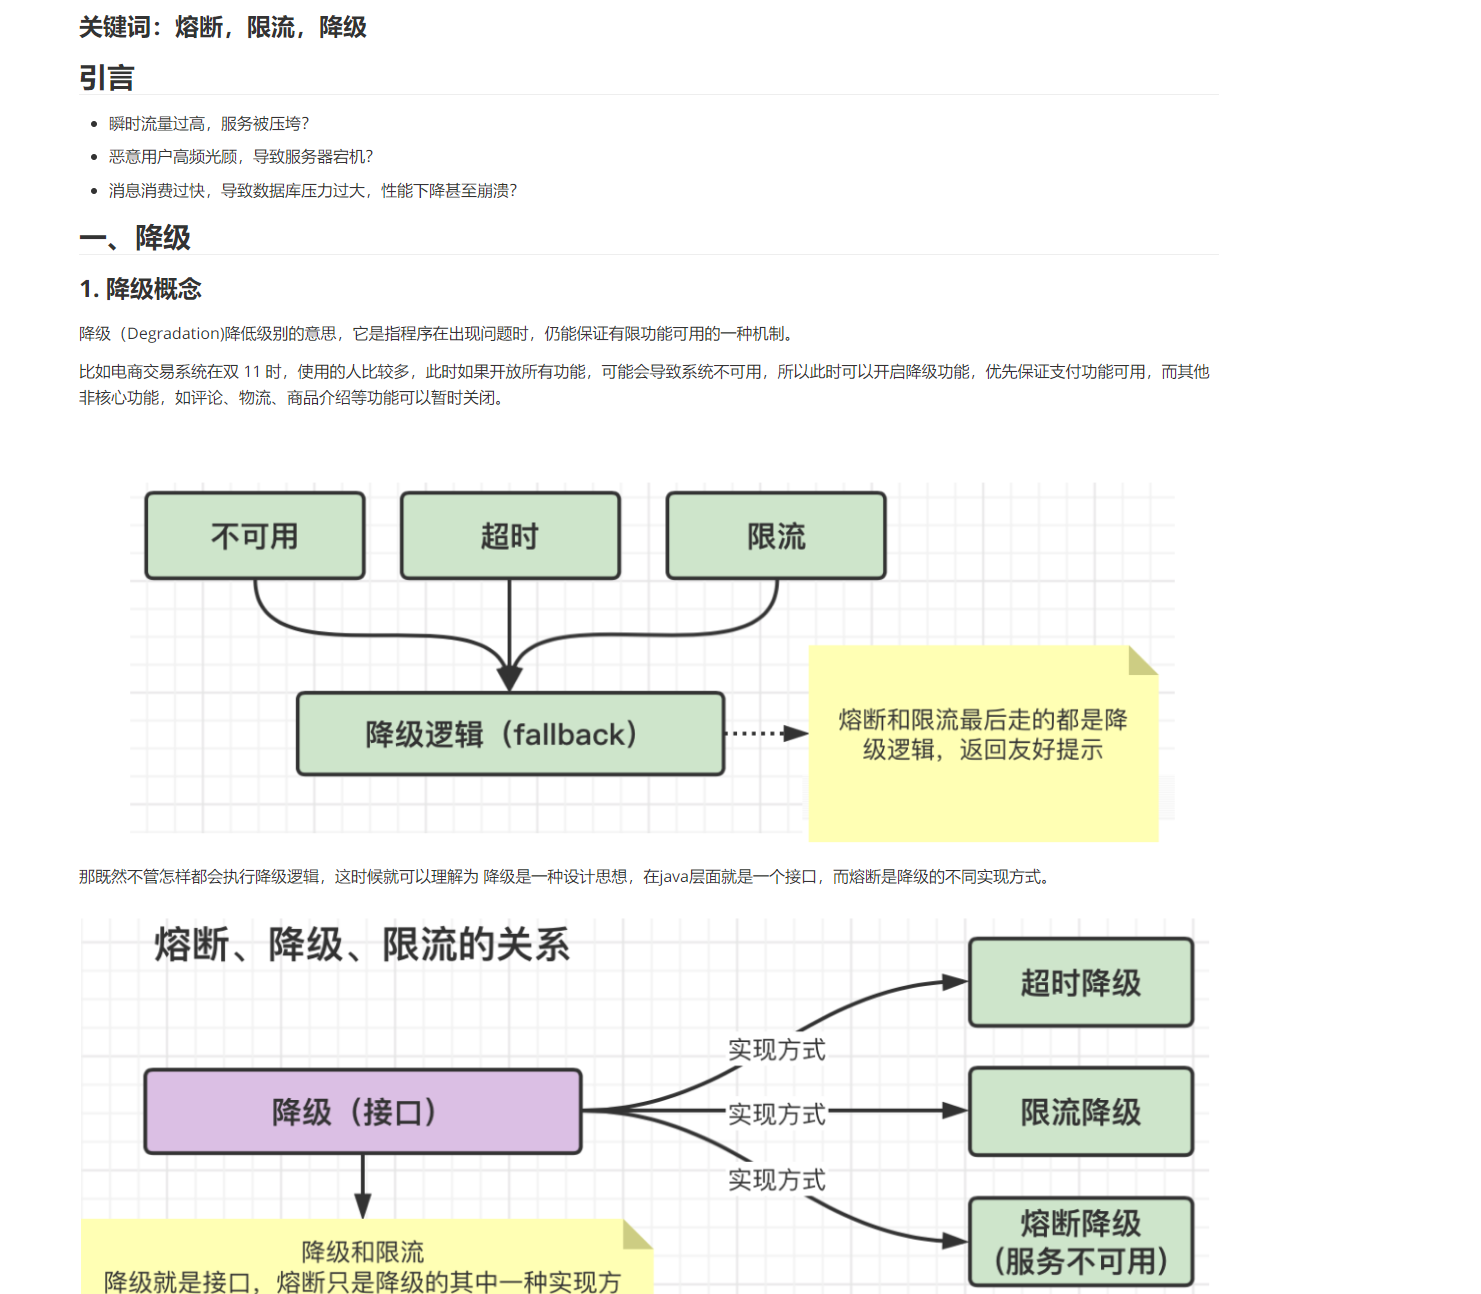 关键词：熔断，限流，降级
引言
瞬时流量过高，服务被压垮？
恶意用户高频光顾，导致服务器宕机？
消息消费过快，导致数据库压力过大，性能下降甚至崩溃？
一、降级
1. 降级概念
降级（Degradation)降低级别的意思，它是指程序在出现问题时，仍能保证有限功能可用的一种机制。
比如电商交易系统在双 11 时，使用的人比较多，此时如果开放所有功能，可能会导致系统不可用，所以此时可以开启降级功能，优先保证支付功能可用，而其他
非核心功能，如评论、物流、商品介绍等功能可以暂时关闭。
不可用
超时
限流
降级逻辑（fallback）
熔断和限流最后走的都是降
级逻辑，返回友好提示
那既然不管怎样都会执行降级逻辑，这时候就可以理解为 降级是一种设计思想，在java层面就是一个接口，而熔断是降级的不同实现方式。
熔断、降级、限流的关系
超时降级
实现方式
降级（接口）
实现方式
限流降级
实现方式
熔断降级
（服务不可用）
降级和限流
降级就是接口，熔断只是降级的其中一种实现方